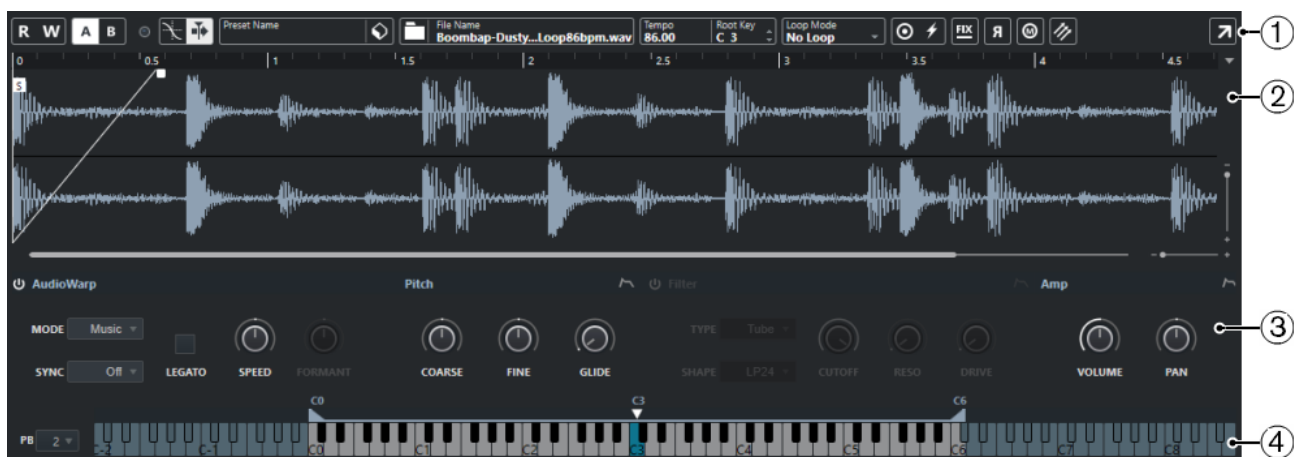 R W A B Preset Name File Name Tempo Root Key Loop Mode FIX R M 1
Boombap-Dusty...Loop86bpm.wav 86.00 C 3 No Loop
0 0.5 1 1.5 2 2.5 3 3.5 4 4.5
S 2
AudioWarp Pitch Filter Amp
MODE Music TYPE Tube 3
SYNC Off LEGATO SPEED FORMANT COARSE FINE GLIDE SHAPE LP24 CUTOFF RESO DRIVE VOLUME PAN
C0 C3 C6
PB 2 C-2 C-1 C0 C1 C2 C3 C4 C5 C6 C7 C8 4